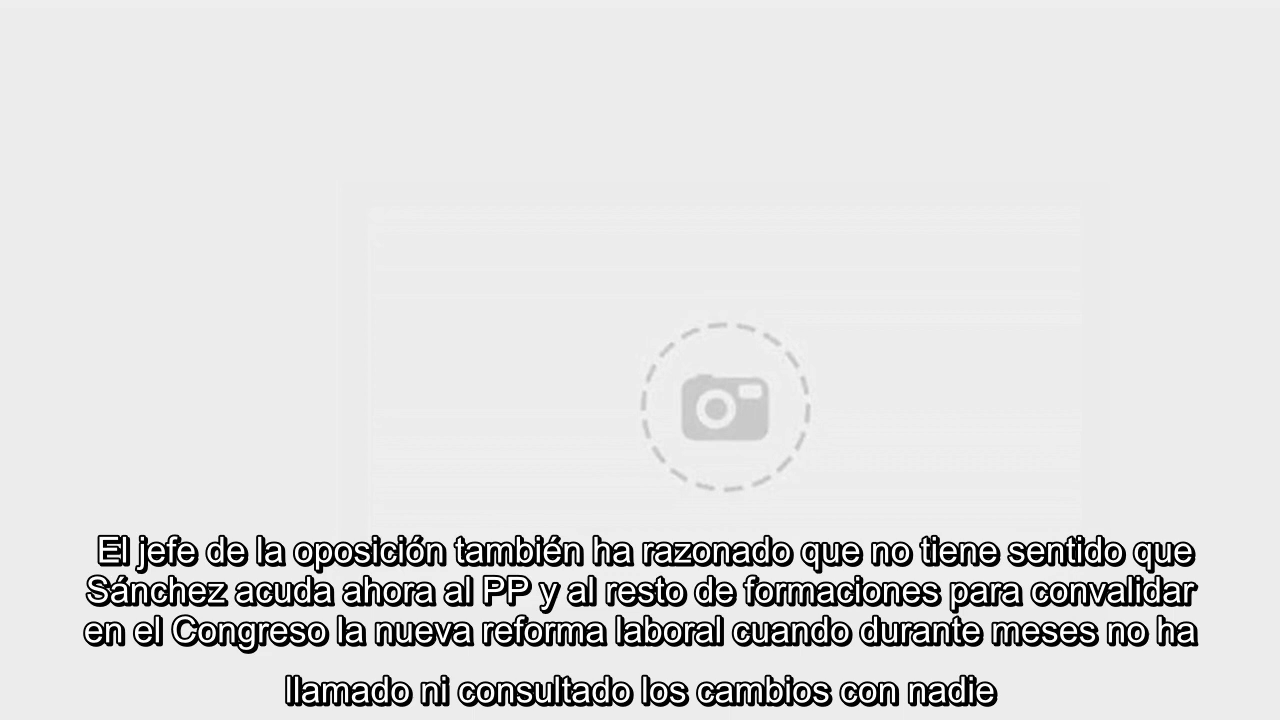 El jefe de la oposición también ha razonado que no tiene sentido que
Sánchez acuda ahora al PP y al resto de formaciones para convalidar
en el Congreso la nueva reforma laboral cuando durante meses no ha
llamado ni consultado los cambios con nadie